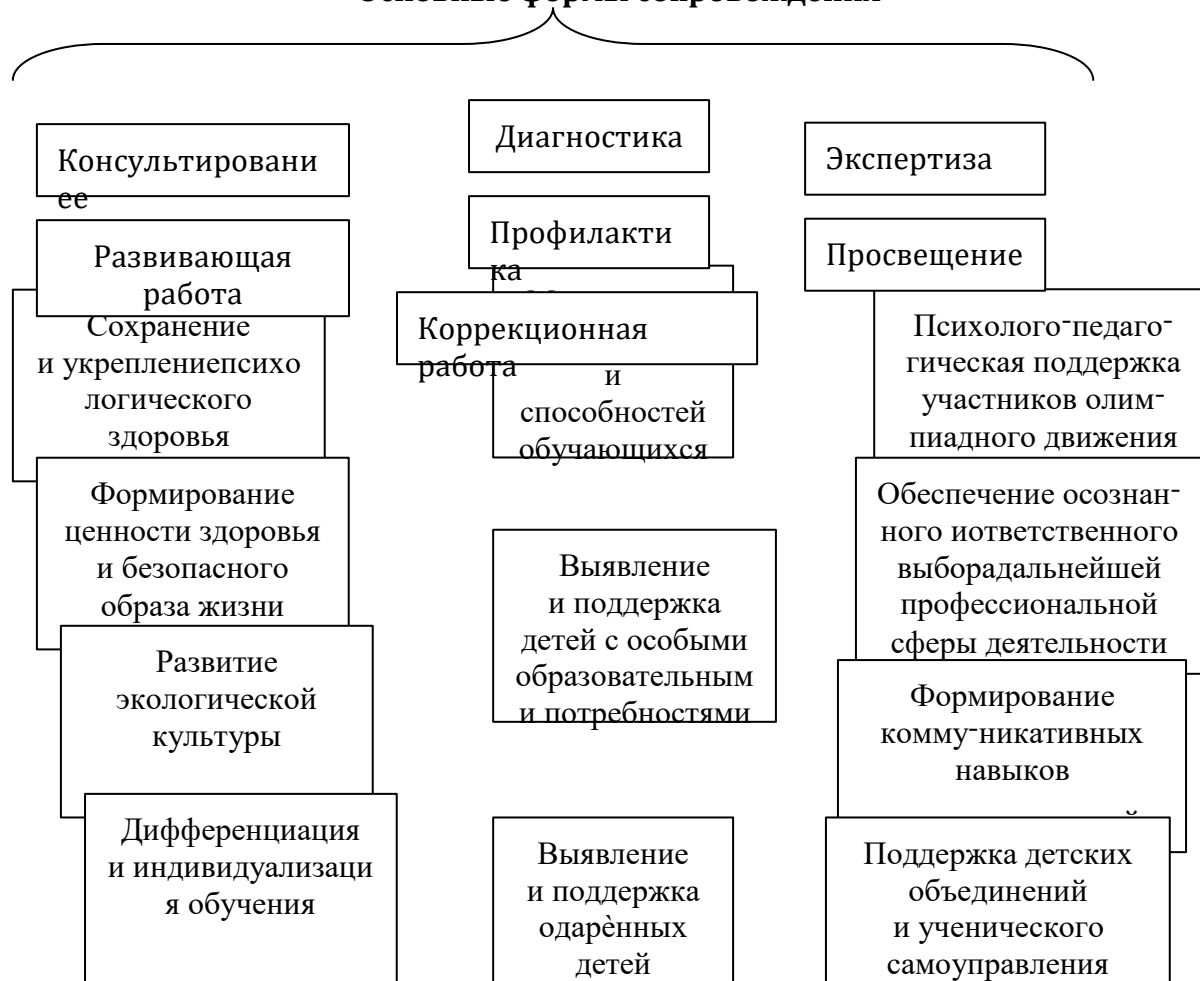 Основные формы сопровождения
Консультировани
ее
Диагностика
Экспертиза
Развивающая
работа
Профилакти
ка
Просвещение
Коррекционная
работа
Сохранение
и укреплениепсихо
логического
здоровья
и
способностей
обучающихся
Психолого-педаго-
гическая поддержка
участников олим-
пиадного движения
Формирование
ценности здоровья
и безопасного
образа жизни
Выявление
и поддержка
детей с особыми
образовательным
и потребностями
Обеспечение осознан-
ного иответственного
выборадальнейшей
профессиональной
сферы деятельности
Развитие
экологической
культуры
Формирование
комму-никативных
навыков
Дифференциация
и индивидуализаци
я обучения
Выявление
и поддержка
одарѐнных
детей
Поддержка детских
объединений
и ученического
самоуправления